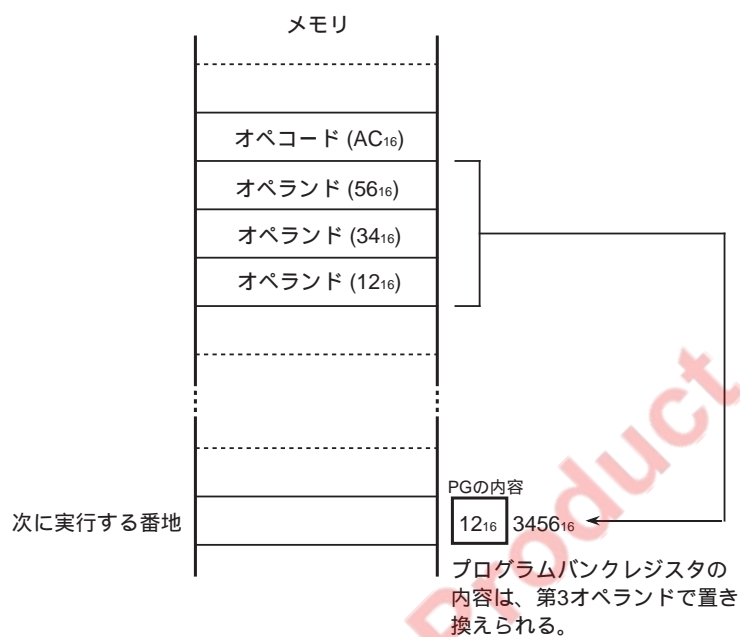 メモリ
オペコード (AC16)
オペランド (5616)
オペランド (3416)
オペランド (1216)
PGの内容
次に実行する番地
1216 345616
プログラムバンクレジスタの
内容は、第3オペランドで置き
換えられる。
Product